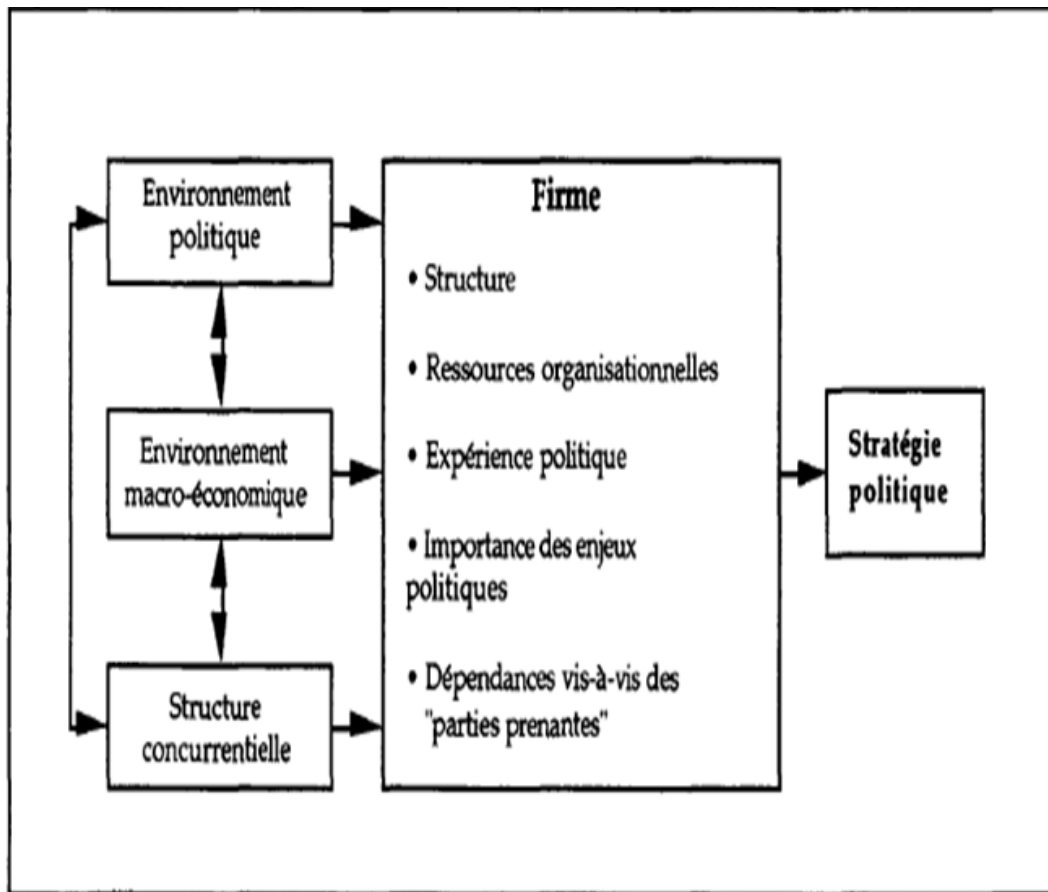 Environnement
politique
Environnement
macro-économique
Structure
concurrentielle
Firme
• Structure
• Ressources organisationnelles
• Expérience politique
• Importance des enjeux
politiques
• Dépendances vis-à-vis des
"parties prenantes"
Stratégie
politique